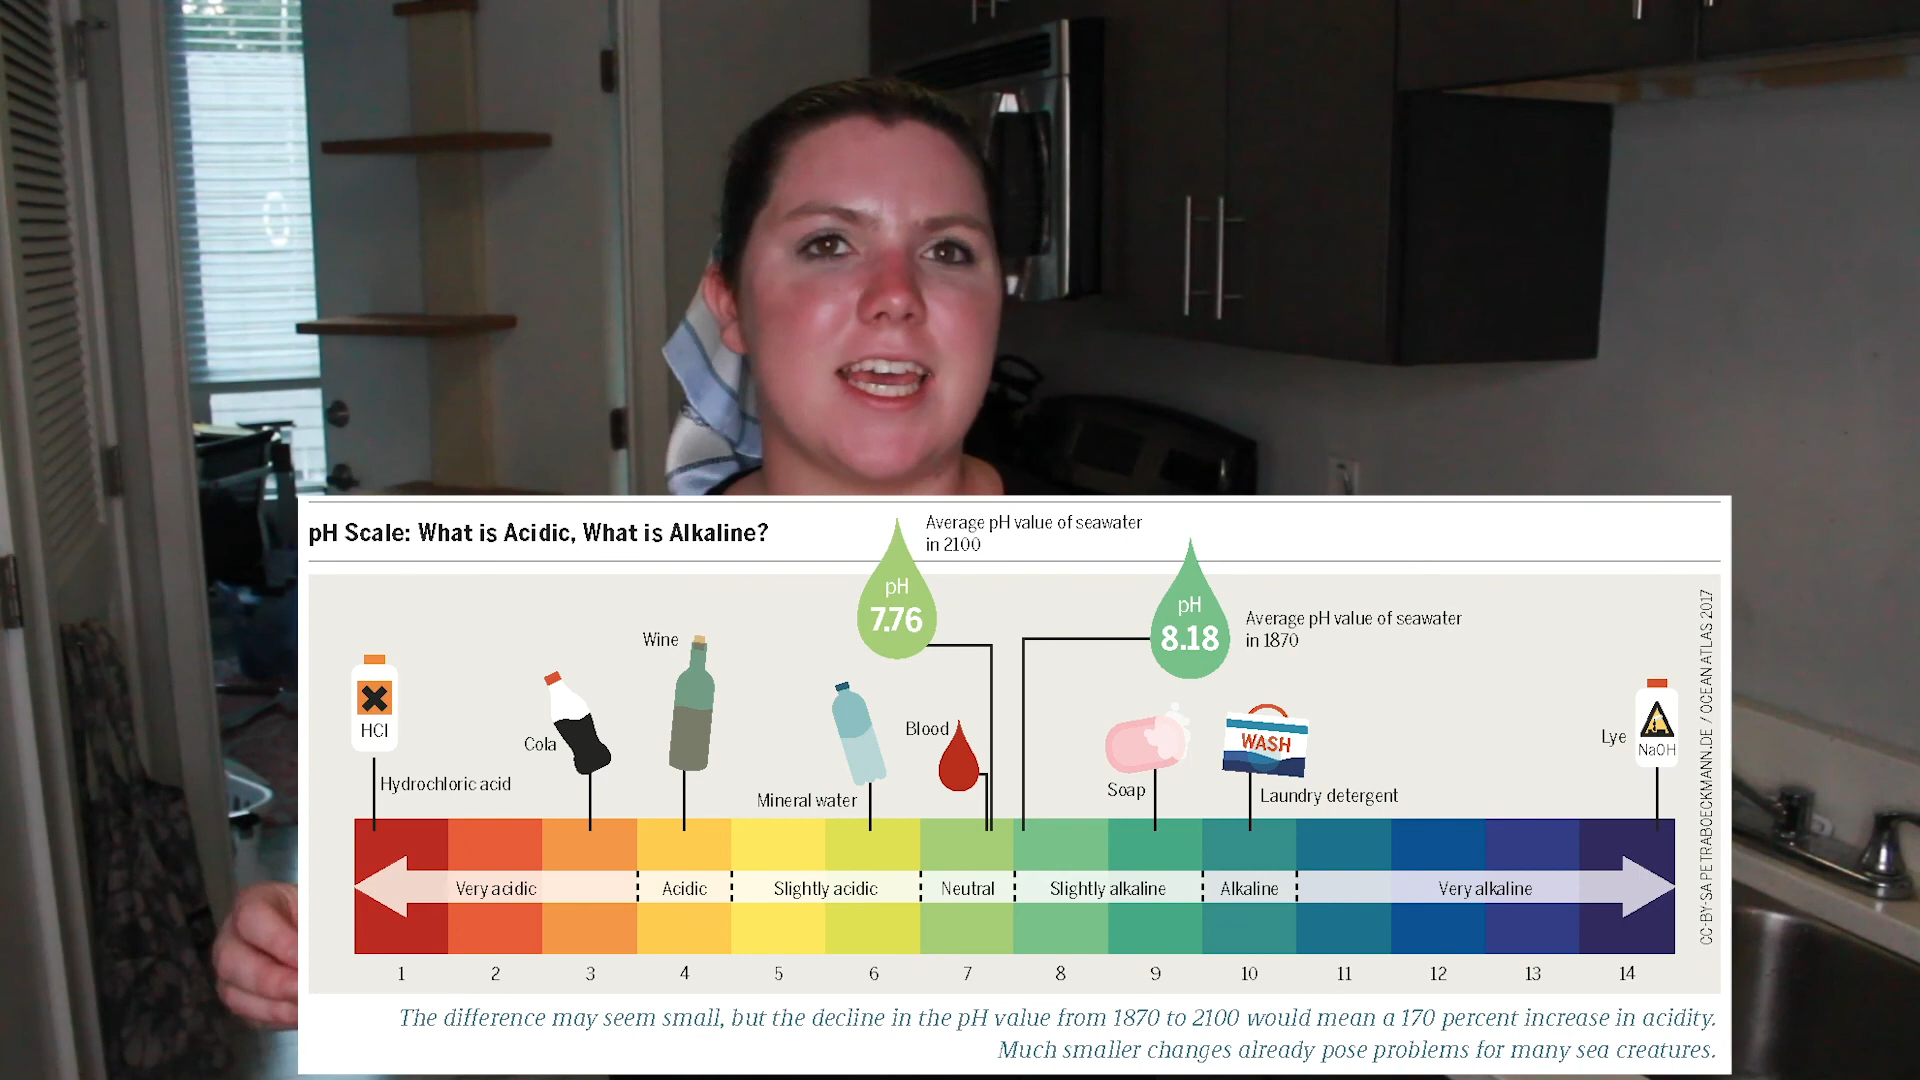 pH Scale: What is Acidic, What is Alkaline?
Average pH value of seawater
in 2100
pH
7.76
pH
8.18
Average pH value of seawater
in 1870
Wine
HCl
Hydrochloric acid
Cola
Mineral water
Blood
Soap
WASH
Laundry detergent
Lye
NaOH
Very acidic
Acidic
Slightly acidic
Neutral
Slightly alkaline
Alkaline
Very alkaline
1 2 3 4 5 6 7 8 9 10 11 12 13 14
The difference may seem small, but the decline in the pH value from 1870 to 2100 would mean a 170 percent increase in acidity.
Much smaller changes already pose problems for many sea creatures.
CC-BY-SA PETRABOECKMANN.DE / OCEAN ATLAS 2017